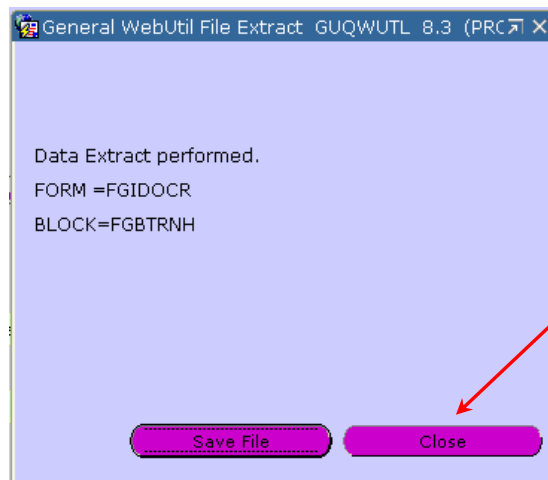 General WebUtil File Extract GUQWUTL 8.3 (PRC
Data Extract performed.
FORM =FGIDOCR
BLOCK=FGBTRNH
Save File Close